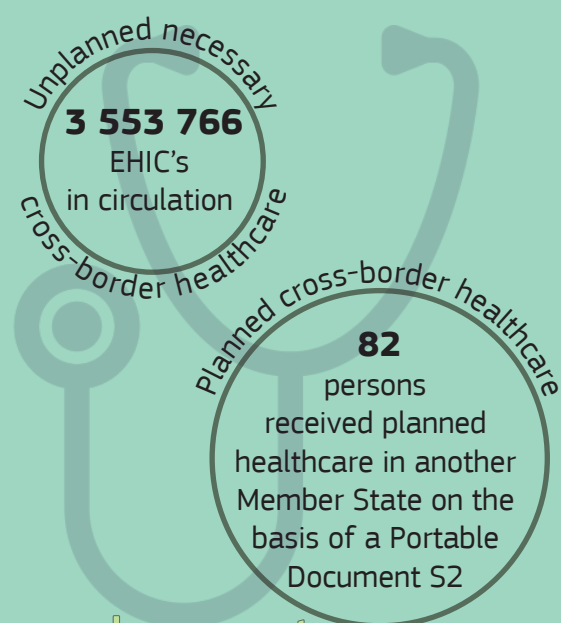 Unplanned necessary
3 553 766
EHIC's
in circulation
cross-border healthcare
Planned cross-border healthcare
82
persons
received planned
healthcare in another
Member State on the
basis of a Portable
Document S2